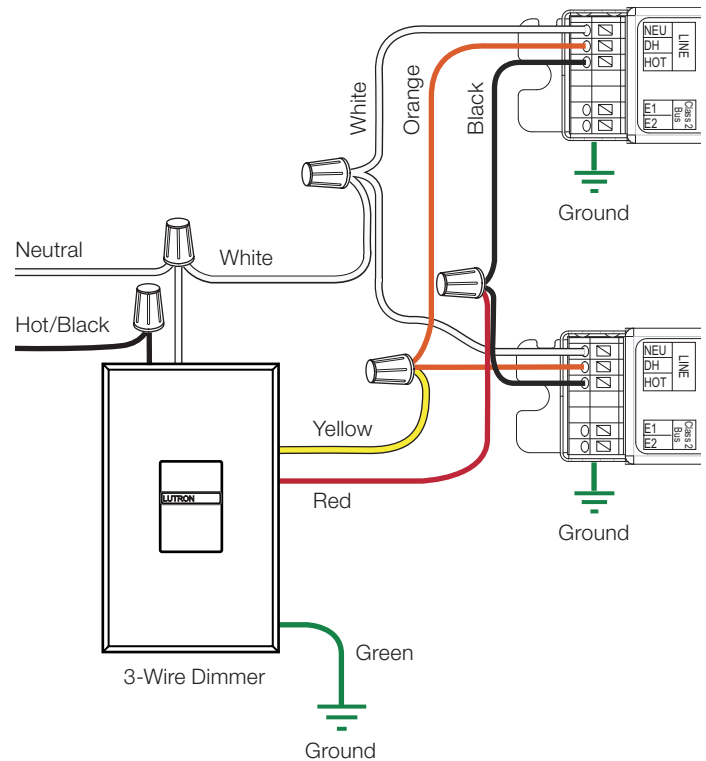 NEU
DH
HOT
LINE
E1
E2
Class 2
Bus
Ground
White
Orange
Black
Neutral
White
Hot/Black
NEU
DH
HOT
LINE
E1
E2
Class 2
Bus
Ground
Yellow
Red
LUTRON
Green
3-Wire Dimmer
Ground